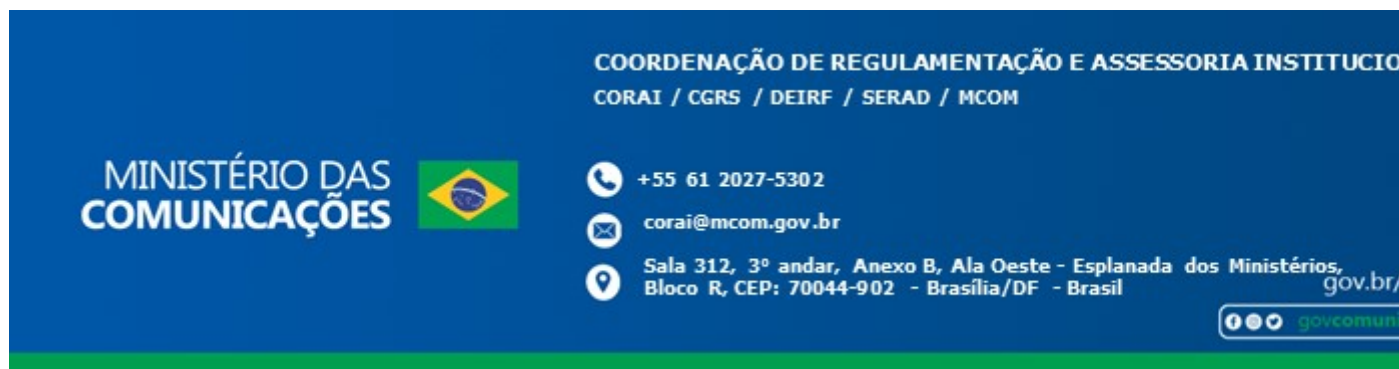 COORDENAÇÃO DE REGULAMENTAÇÃO E ASSESSORIA INSTITUCIO
CORAI / CGRS / DEIRF / SERAD / MCOM
MINISTÉRIO DAS
COMUNICAÇÕES
+55 61 2027-5302
corai@mcom.gov.br
Sala 312, 3º andar, Anexo B, Ala Oeste - Esplanada dos Ministérios,
Bloco R, CEP: 70044-902 - Brasília/DF - Brasil
gov.br/
govcomuni